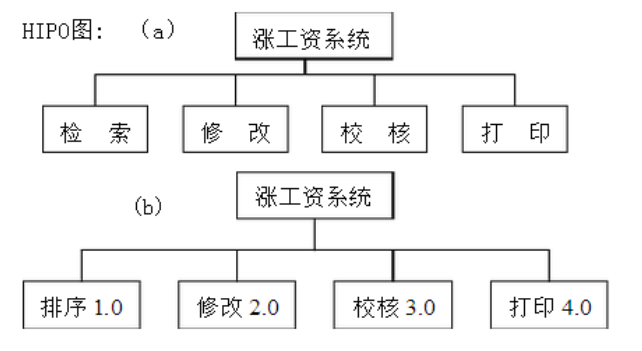 HIPO图: (a)
涨工资系统
检 索 修 改 校 核 打 印
(b)
涨工资系统
排序 1.0 修改 2.0 校核 3.0 打印 4.0